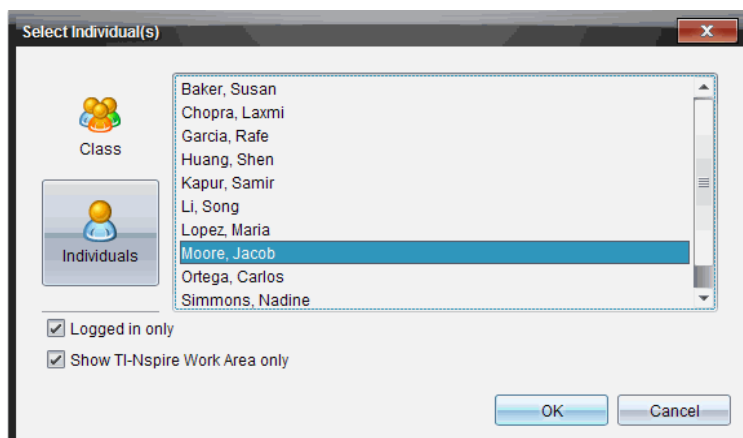 Select Individual(s)
Class
Individuals
Baker, Susan
Chopra, Laxmi
Garcia, Rafe
Huang, Shen
Kapur, Samir
Li, Song
Lopez, Maria
Moore, Jacob
Ortega, Carlos
Simmons, Nadine
Logged in only
Show TI-Nspire Work Area only
OK
Cancel